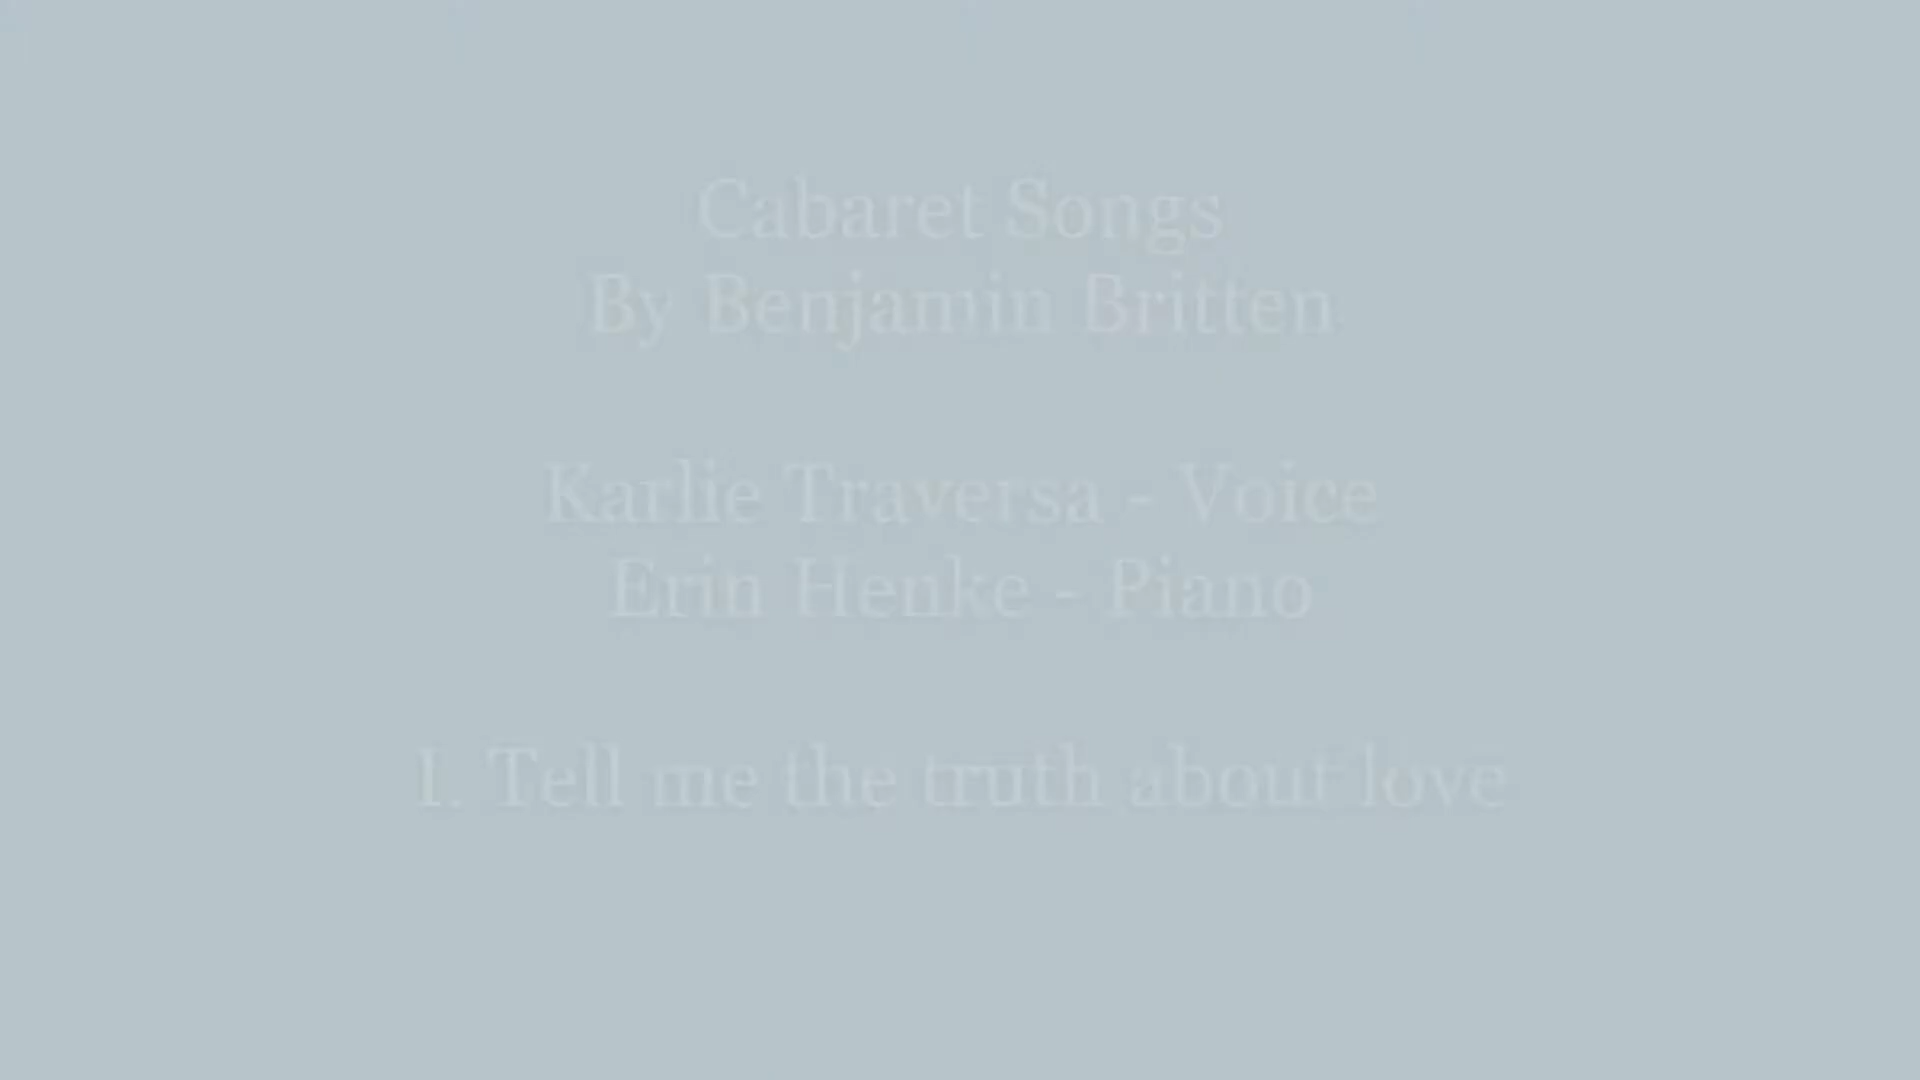 Cabaret Songs
By Benjamin Britten
Karlie Traversa - Voice
Erin Henke - Piano
I. Tell me the truth about love